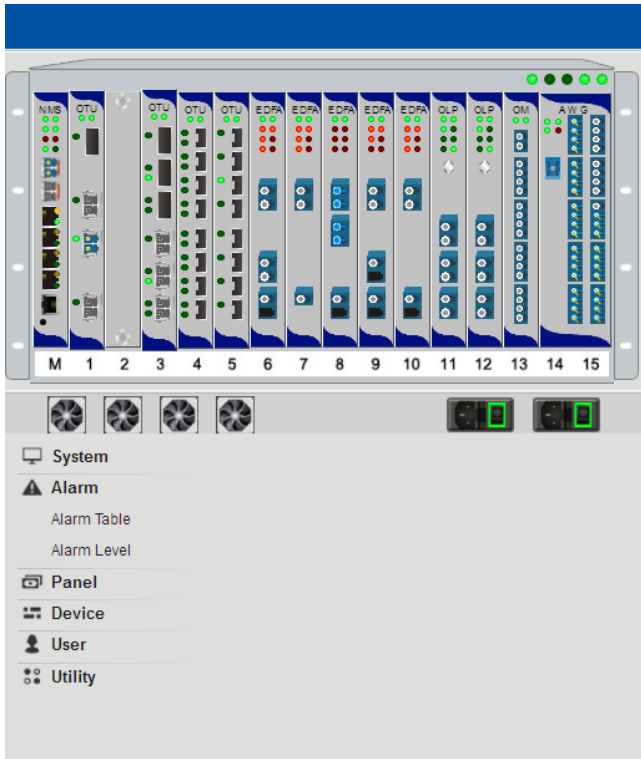 NMS OTU OTU OTU OTU EDFA EDFA EDFA EDFA EDFA OLP OLP OM AWG
M 1 2 3 4 5 6 7 8 9 10 11 12 13 14 15
System
Alarm
Alarm Table
Alarm Level
Panel
Device
User
Utility